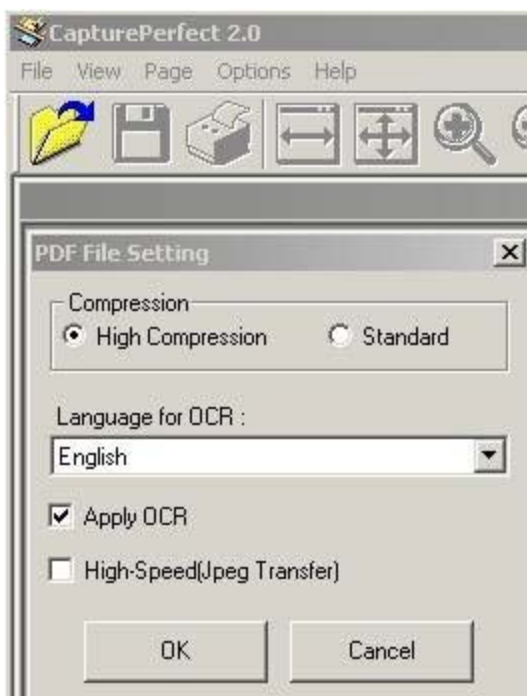 CapturePerfect 2.0
File View Page Options Help
PDF File Setting
Compression
High Compression Standard
Language for OCR :
English
Apply OCR
High-Speed(Jpeg Transfer)
OK Cancel